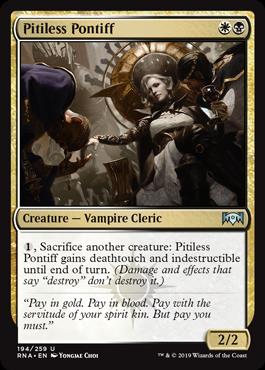 Pitiless Pontiff
Creature — Vampire Cleric
1, Sacrifice another creature: Pitiless
Pontiff gains deathtouch and indestructible
until end of turn. (Damage and effects that
say “destroy” don’t destroy it.)
“Pay in gold. Pay in blood. Pay with the
servitude of your spirit kin. But pay
you must.”
2/2
194/259 U
RNA • EN Yongjae Choi
™ & © 2019 Wizards of the Coast